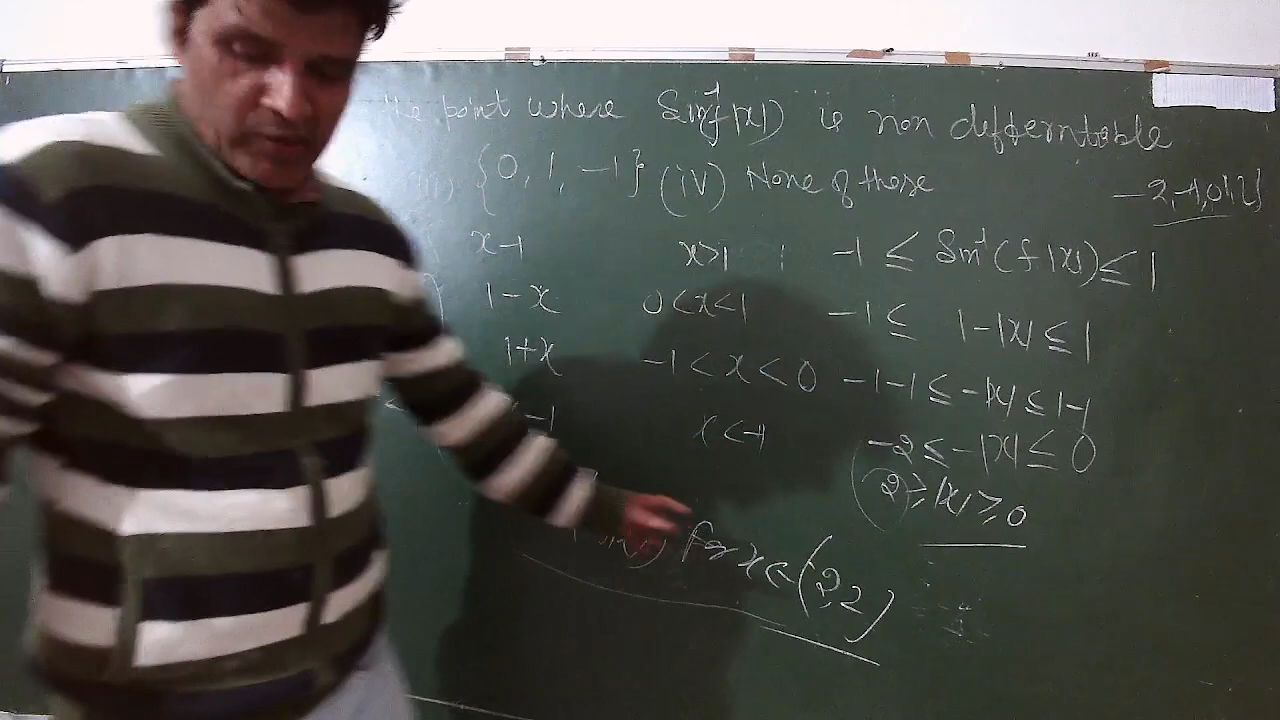 the point where Sin⁻¹(f|x|) is non differntable
{0, 1, -1} (iv) None of these
-2,-1,0,1,2}
x-1 x>1 -1 ≤ Sin⁻¹(f|x|) ≤ 1
1-x 0<x<1 -1 ≤ 1-|x| ≤ 1
1+x -1<x<0 -1-1 ≤ -|x| ≤ 1-1
-1 x<-1 -2 ≤ -|x| ≤ 0
2 ≥ |x| ≥ 0
for x ∈ (2,2)